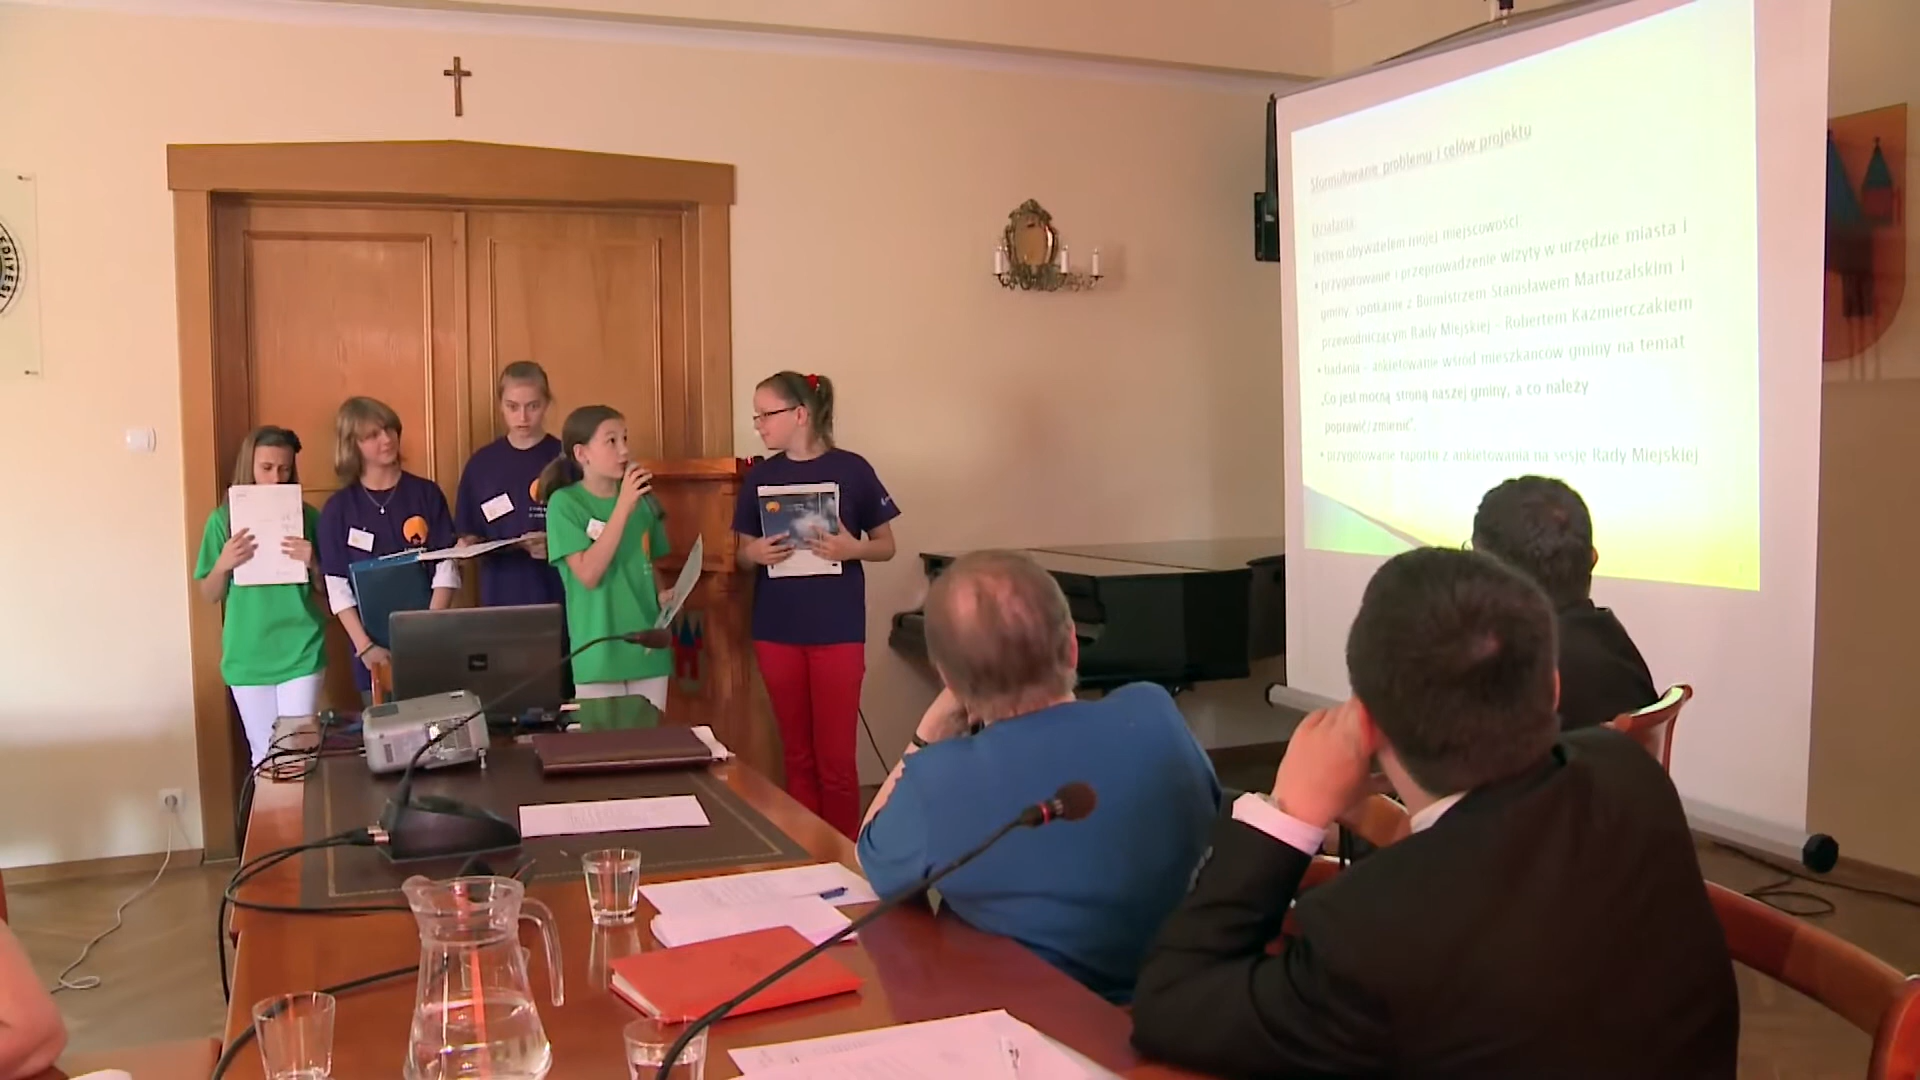 EDIYESI
Sformułowanie problemu i celów projektu
Działania:
Jestem obywatelem mojej miejscowości:
• przygotowanie i przeprowadzenie wizyty w urzędzie miasta i
gminy: spotkanie z Burmistrzem Stanisławem Martuzalskim i
przewodniczącym Rady Miejskiej – Robertem Kaźmierczakiem
• badania – ankietowanie wśród mieszkańców gminy na temat
„Co jest mocną stroną naszej gminy, a co należy
poprawić/zmienić”.
• przygotowanie raportu z ankietowania na sesję Rady Miejskiej